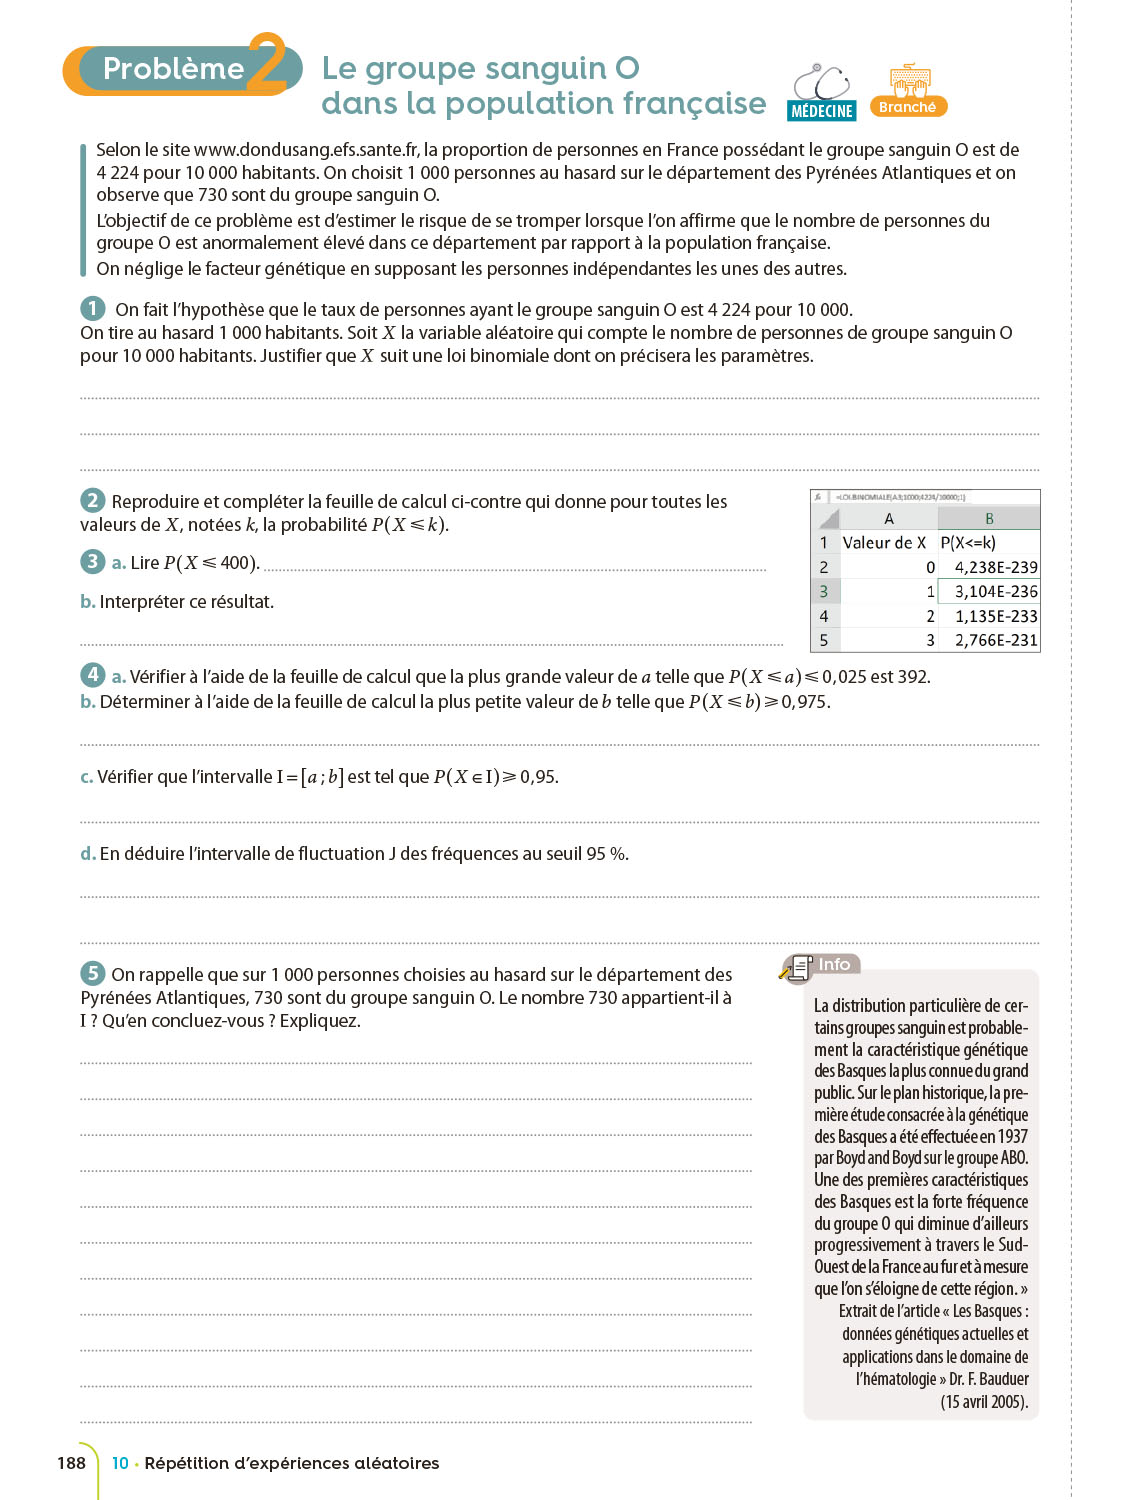 Problème 2
Le groupe sanguin O
dans la population française
MÉDECINE
Branché
Selon le site www.dondusang.efs.sante.fr, la proportion de personnes en France possédant le groupe sanguin O est de
4 224 pour 10 000 habitants. On choisit 1 000 personnes au hasard sur le département des Pyrénées Atlantiques et on
observe que 730 sont du groupe sanguin O.
L’objectif de ce problème est d’estimer le risque de se tromper lorsque l’on affirme que le nombre de personnes du
groupe O est anormalement élevé dans ce département par rapport à la population française.
On néglige le facteur génétique en supposant les personnes indépendantes les unes des autres.
1 On fait l’hypothèse que le taux de personnes ayant le groupe sanguin O est 4 224 pour 10 000.
On tire au hasard 1 000 habitants. Soit X la variable aléatoire qui compte le nombre de personnes de groupe sanguin O
pour 10 000 habitants. Justifier que X suit une loi binomiale dont on précisera les paramètres.
2 Reproduire et compléter la feuille de calcul ci-contre qui donne pour toutes les
valeurs de X, notées k, la probabilité P(X ⩽ k).
3 a. Lire P(X ⩽ 400).
b. Interpréter ce résultat.
fx =LOI.BINOMIALE(A3;1000;4224/10000;1)
A B
1 Valeur de X P(X<=k)
2 0 4,238E-239
3 1 3,104E-236
4 2 1,135E-233
5 3 2,766E-231
4 a. Vérifier à l’aide de la feuille de calcul que la plus grande valeur de a telle que P(X ⩽ a) ⩽ 0,025 est 392.
b. Déterminer à l’aide de la feuille de calcul la plus petite valeur de b telle que P(X ⩽ b) ⩾ 0,975.
c. Vérifier que l’intervalle I = [a ; b] est tel que P(X ∈ I) ⩾ 0,95.
d. En déduire l’intervalle de fluctuation J des fréquences au seuil 95 %.
5 On rappelle que sur 1 000 personnes choisies au hasard sur le département des
Pyrénées Atlantiques, 730 sont du groupe sanguin O. Le nombre 730 appartient-il à
I ? Qu’en concluez-vous ? Expliquez.
Info
La distribution particulière de cer-
tains groupes sanguin est probable-
ment la caractéristique génétique
des Basques la plus connue du grand
public. Sur le plan historique, la pre-
mière étude consacrée à la génétique
des Basques a été effectuée en 1937
par Boyd and Boyd sur le groupe ABO.
Une des premières caractéristiques
des Basques est la forte fréquence
du groupe O qui diminue d’ailleurs
progressivement à travers le Sud-
Ouest de la France au fur et à mesure
que l’on s’éloigne de cette région. »
Extrait de l’article « Les Basques :
données génétiques actuelles et
applications dans le domaine de
l’hématologie » Dr. F. Bauduer
(15 avril 2005).
188 10 • Répétition d’expériences aléatoires